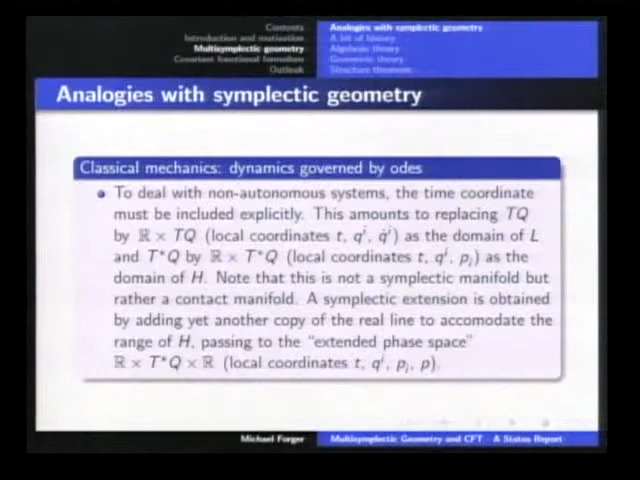 Contents
Introduction and motivation
Multisymplectic geometry
Covariant functional formalism
Outlook
Analogies with symplectic geometry
A bit of history
Algebraic theory
Geometric theory
Structure theorems
Analogies with symplectic geometry
Classical mechanics: dynamics governed by odes
• To deal with non-autonomous systems, the time coordinate
must be included explicitly. This amounts to replacing TQ
by ℝ × TQ (local coordinates t, qⁱ, q̇ⁱ) as the domain of L
and T*Q by ℝ × T*Q (local coordinates t, qⁱ, pᵢ) as the
domain of H. Note that this is not a symplectic manifold but
rather a contact manifold. A symplectic extension is obtained
by adding yet another copy of the real line to accomodate the
range of H, passing to the "extended phase space"
ℝ × T*Q × ℝ (local coordinates t, qⁱ, pᵢ, p).
Michael Forger Multisymplectic Geometry and CFT - A Status Report